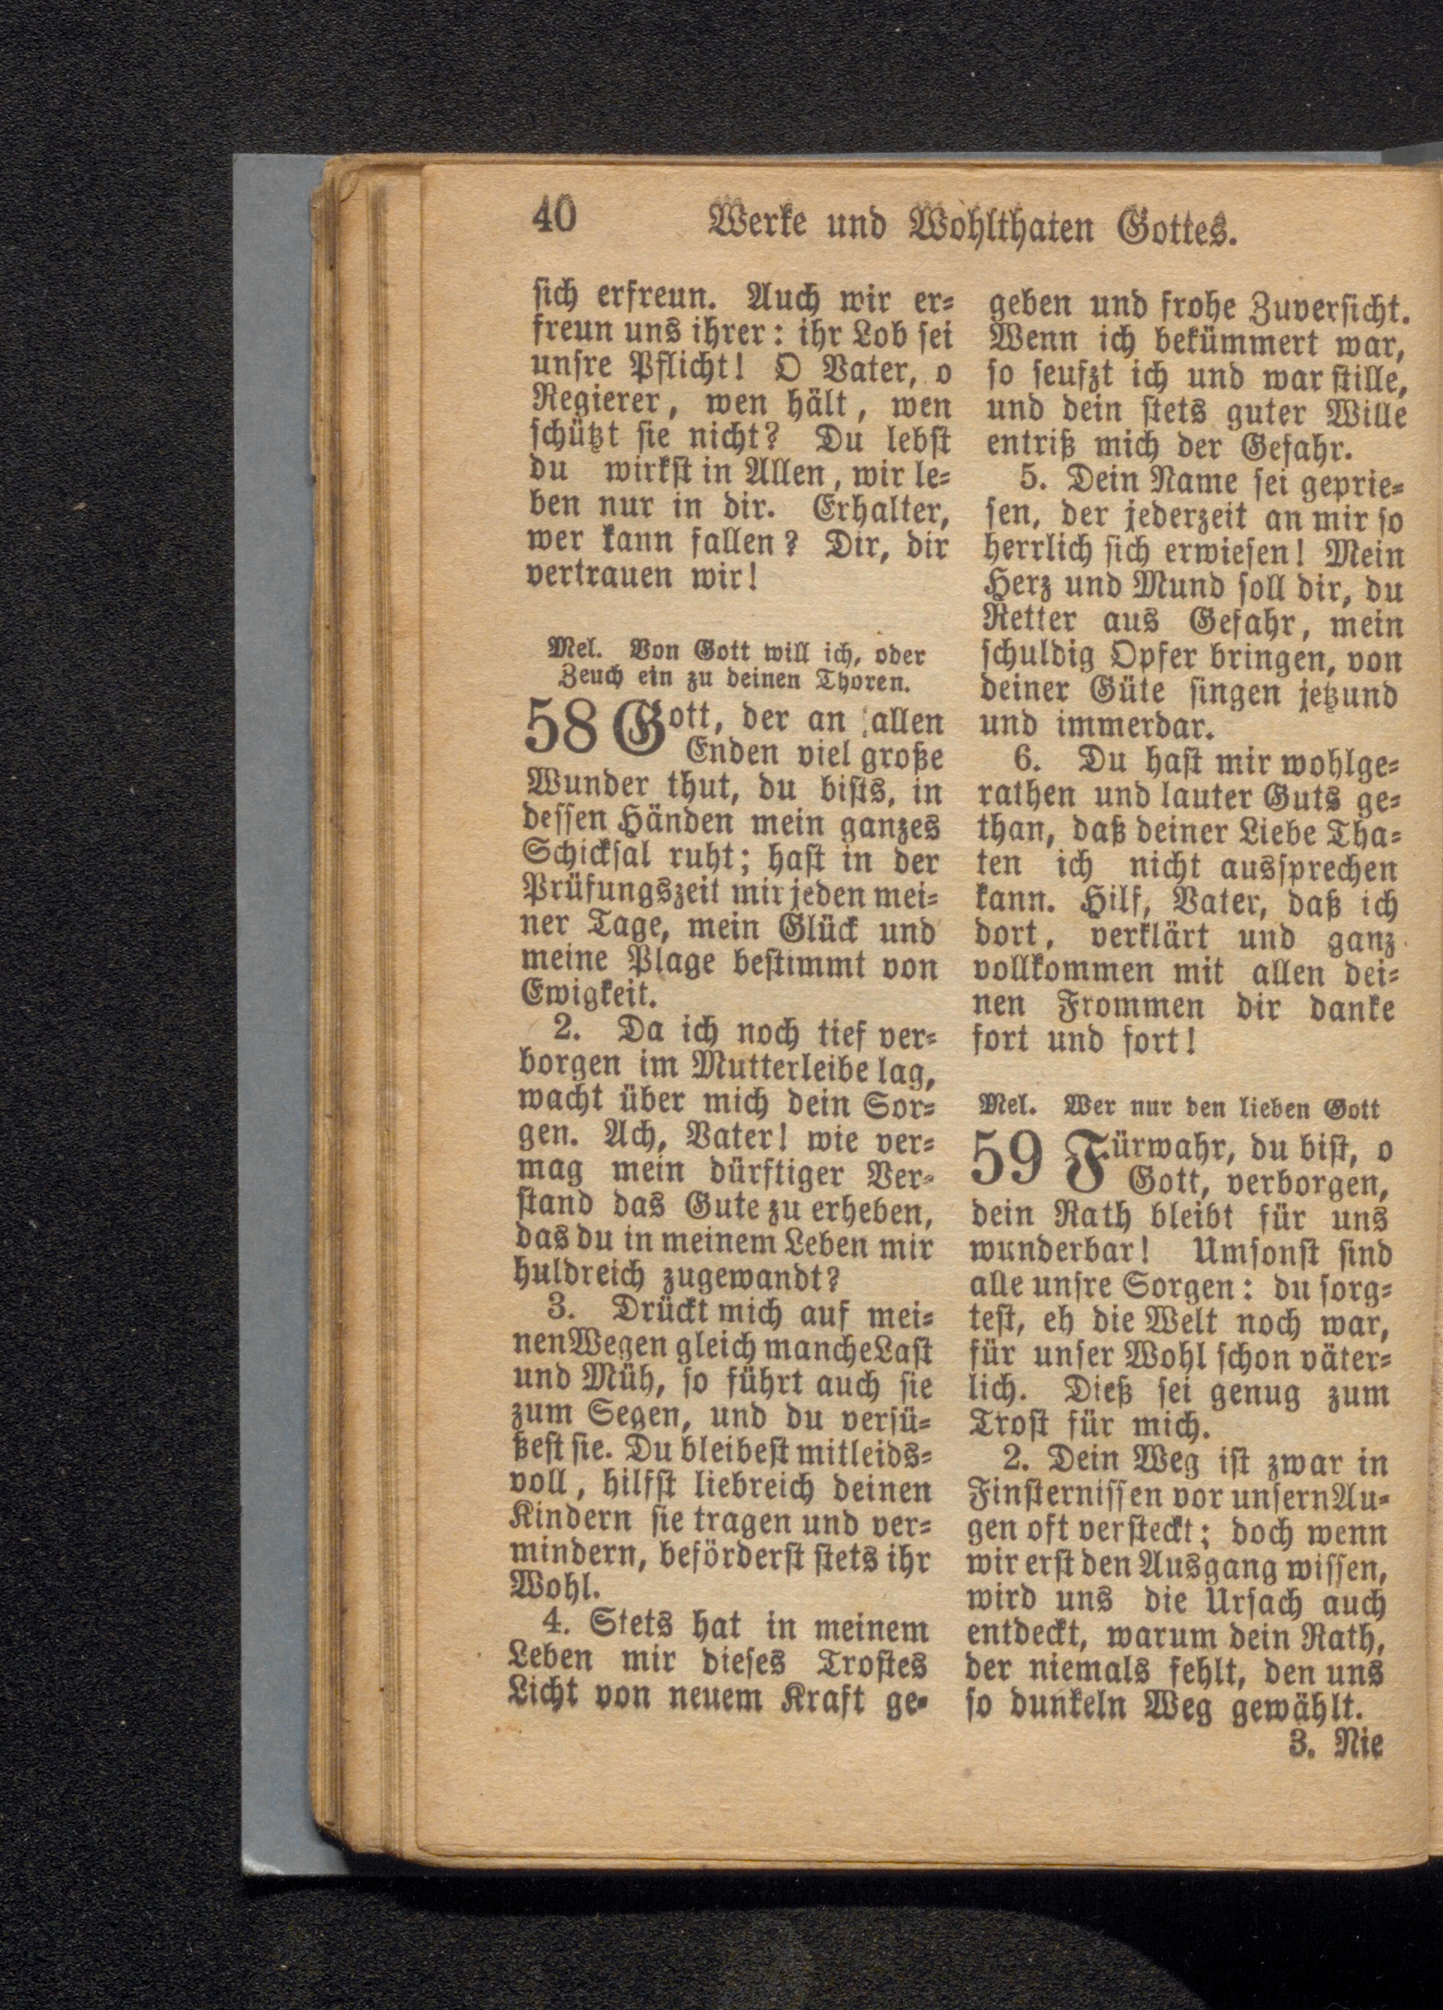 40 Werke und Wohlthaten Gottes.
sich erfreun. Auch wir er-
freun uns ihrer: ihr Lob sei
unsre Pflicht! O Vater, o
Regierer, wen hält, wen
schützt sie nicht? Du lebst
du wirkst in Allen, wir le-
ben nur in dir. Erhalter,
wer kann fallen? Dir, dir
vertrauen wir!
Mel. Von Gott will ich, oder
Zeuch ein zu deinen Thoren.
58 Gott, der an allen
Enden viel große
Wunder thut, du bists, in
dessen Händen mein ganzes
Schicksal ruht; hast in der
Prüfungszeit mir jeden mei-
ner Tage, mein Glück und
meine Plage bestimmt von
Ewigkeit.
2. Da ich noch tief ver-
borgen im Mutterleibe lag,
wacht über mich dein Sor-
gen. Ach, Vater! wie ver-
mag mein dürftiger Ver-
stand das Gute zu erheben,
das du in meinem Leben mir
huldreich zugewandt?
3. Drückt mich auf mei-
nen Wegen gleich manche Last
und Müh, so führt auch sie
zum Segen, und du versü-
ßest sie. Du bleibest mitleids-
voll, hilfst liebreich deinen
Kindern sie tragen und ver-
mindern, beförderst stets ihr
Wohl.
4. Stets hat in meinem
Leben mir dieses Trostes
Licht von neuem Kraft ge-
geben und frohe Zuversicht.
Wenn ich bekümmert war,
so seufzt ich und war stille,
und dein stets guter Wille
entriß mich der Gefahr.
5. Dein Name sei geprie-
sen, der jederzeit an mir so
herrlich sich erwiesen! Mein
Herz und Mund soll dir, du
Retter aus Gefahr, mein
schuldig Opfer bringen, von
deiner Güte singen jetzund
und immerdar.
6. Du hast mir wohlge-
rathen und lauter Guts ge-
than, daß deiner Liebe Tha-
ten ich nicht aussprechen
kann. Hilf, Vater, daß ich
dort, verklärt und ganz
vollkommen mit allen dei-
nen Frommen dir danke
fort und fort!
Mel. Wer nur den lieben Gott
59 Fürwahr, du bist, o
Gott, verborgen,
dein Rath bleibt für uns
wunderbar! Umsonst sind
alle unsre Sorgen: du sorg-
test, eh die Welt noch war,
für unser Wohl schon väter-
lich. Dieß sei genug zum
Trost für mich.
2. Dein Weg ist zwar in
Finsternissen vor unsern Au-
gen oft versteckt; doch wenn
wir erst den Ausgang wissen,
wird uns die Ursach auch
entdeckt, warum dein Rath,
der niemals fehlt, den uns
so dunkeln Weg gewählt.
3. Nie